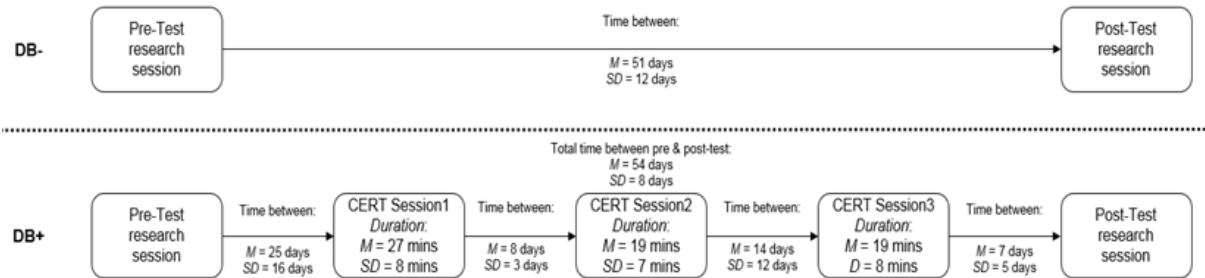 DB-
Pre-Test
research
session
Time between:
M = 51 days
SD = 12 days
Post-Test
research
session
Total time between pre & post-test:
M = 54 days
SD = 8 days
DB+
Pre-Test
research
session
Time between:
M = 25 days
SD = 16 days
CERT Session1
Duration:
M = 27 mins
SD = 8 mins
Time between:
M = 8 days
SD = 3 days
CERT Session2
Duration:
M = 19 mins
SD = 7 mins
Time between:
M = 14 days
SD = 12 days
CERT Session3
Duration:
M = 19 mins
D = 8 mins
Time between:
M = 7 days
SD = 5 days
Post-Test
research
session